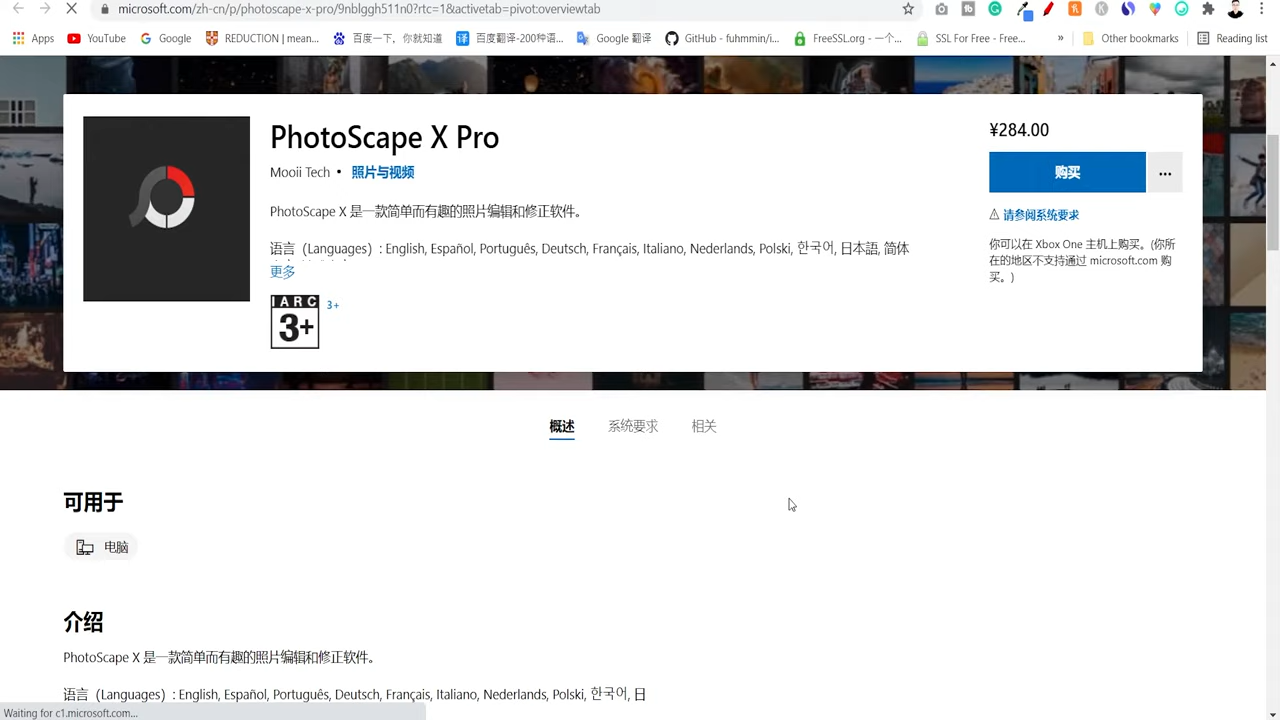 microsoft.com/zh-cn/p/photoscape-x-pro/9nblggh511n0?rtc=1&activetab=pivot:overviewtab
Apps YouTube Google REDUCTION | mean... 百度一下，你就知道 百度翻译-200种语... Google 翻译 GitHub - fuhmmin/i... FreeSSL.org - 一个... SSL For Free - Free... » Other bookmarks Reading list
PhotoScape X Pro
Mooii Tech • 照片与视频
PhotoScape X 是一款简单而有趣的照片编辑和修正软件。
语言（Languages）: English, Español, Português, Deutsch, Français, Italiano, Nederlands, Polski, 한국어, 日本語, 简体
更多
IARC
3+
3+
¥284.00
购买
请参阅系统要求
你可以在 Xbox One 主机上购买。(你所
在的地区不支持通过 microsoft.com 购
买。)
概述 系统要求 相关
可用于
电脑
介绍
PhotoScape X 是一款简单而有趣的照片编辑和修正软件。
语言（Languages）: English, Español, Português, Deutsch, Français, Italiano, Nederlands, Polski, 한국어, 日
Waiting for c1.microsoft.com...